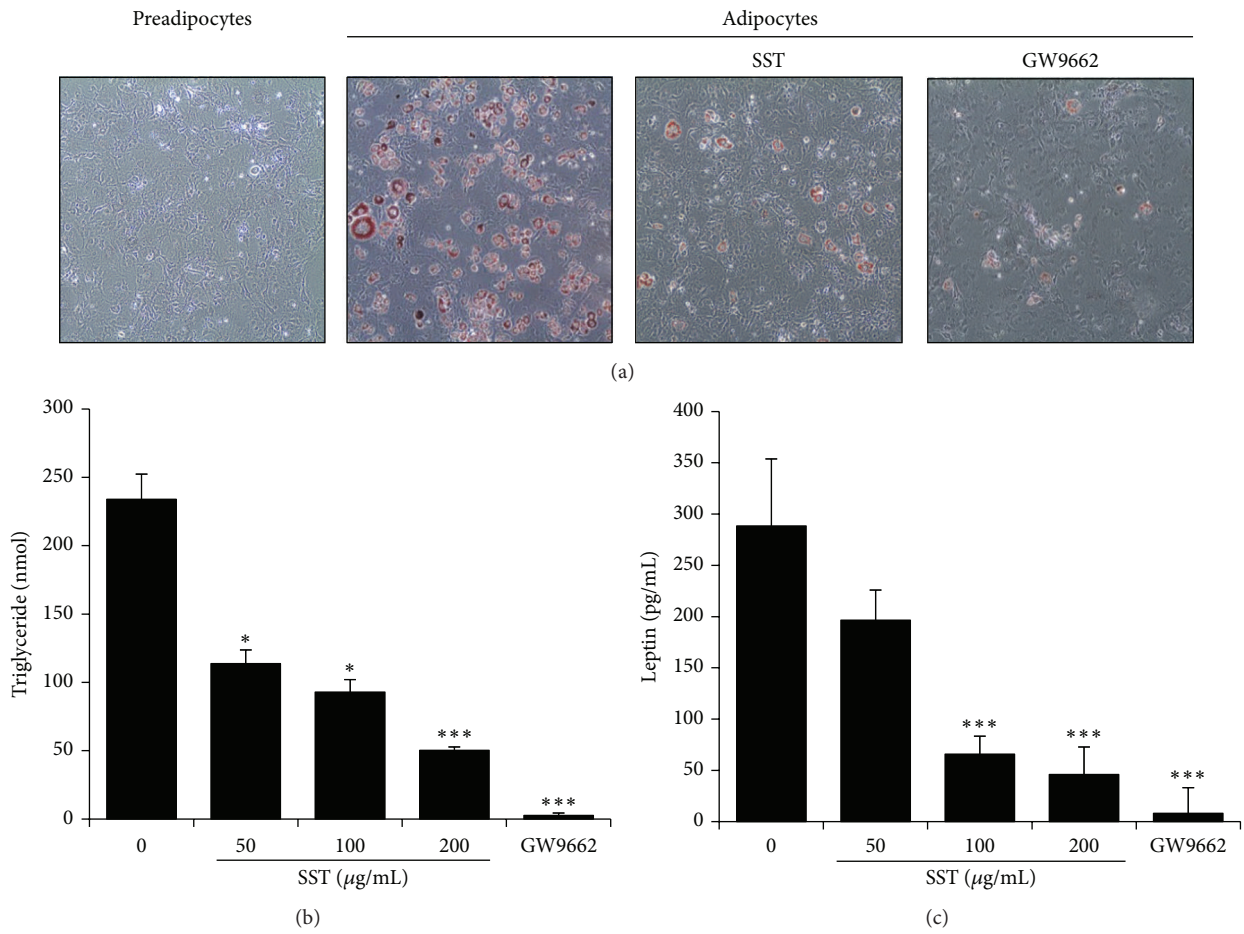 Preadipocytes
Adipocytes
SST
GW9662
(a)
300
250
200
150
100
50
0
Triglyceride (nmol)
*
*
***
***
0
50
100
200
GW9662
SST (μg/mL)
(b)
400
350
300
250
200
150
100
50
0
Leptin (pg/mL)
***
***
***
0
50
100
200
GW9662
SST (μg/mL)
(c)